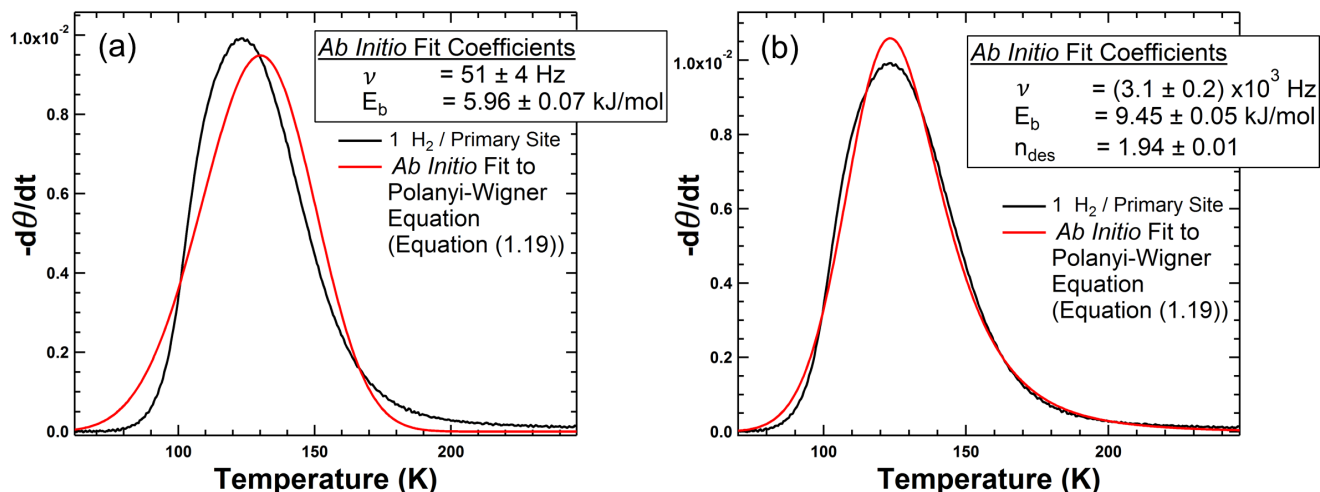 (a)
Ab Initio Fit Coefficients
ν = 51 ± 4 Hz
E_b = 5.96 ± 0.07 kJ/mol
1 H₂ / Primary Site
Ab Initio Fit to
Polanyi-Wigner
Equation
(Equation (1.19))
1.0x10⁻²
0.8
0.6
0.4
0.2
0.0
-dθ/dt
100
150
200
Temperature (K)
(b)
Ab Initio Fit Coefficients
ν = (3.1 ± 0.2) x10³ Hz
E_b = 9.45 ± 0.05 kJ/mol
n_des = 1.94 ± 0.01
1 H₂ / Primary Site
Ab Initio Fit to
Polanyi-Wigner
Equation
(Equation (1.19))
1.0x10⁻²
0.8
0.6
0.4
0.2
0.0
-dθ/dt
100
150
200
Temperature (K)